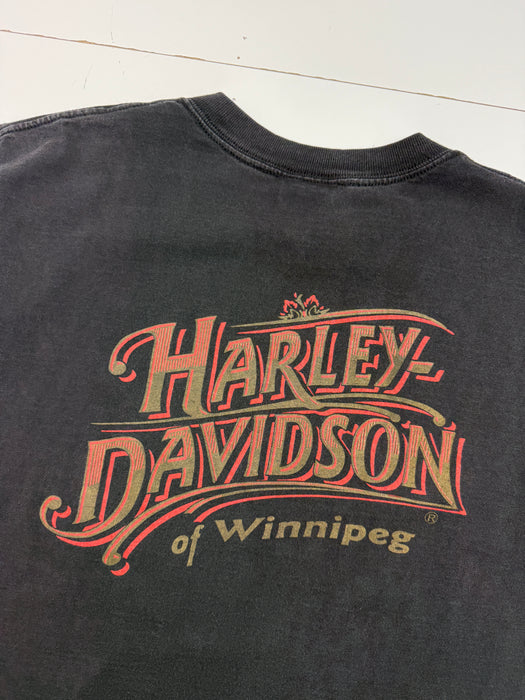 HARLEY-
DAVIDSON
®
of Winnipeg